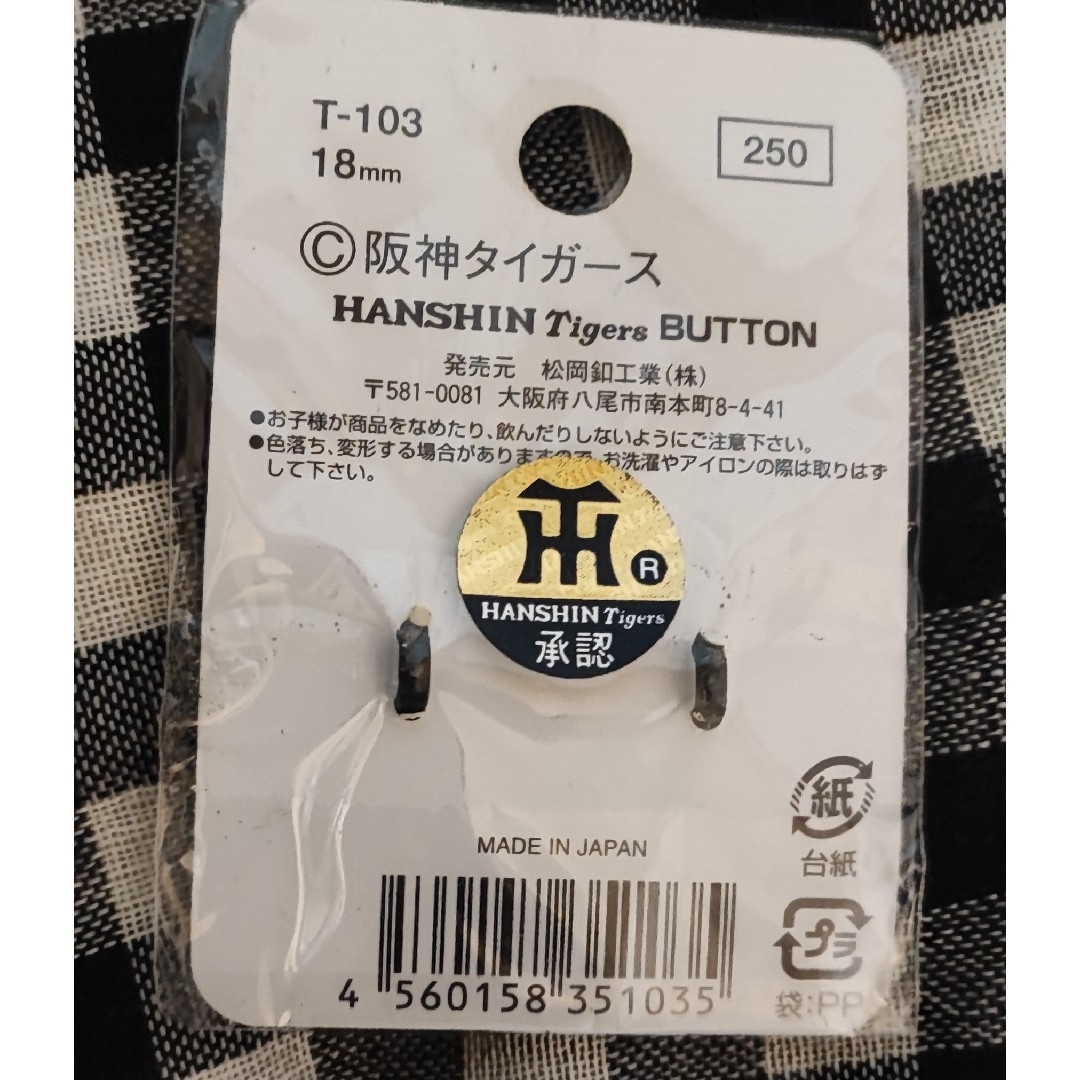 T-103
18mm
250
Ⓒ阪神タイガース
HANSHIN Tigers BUTTON
発売元 松岡釦工業(株)
〒581-0081 大阪府八尾市南本町8-4-41
●お子様が商品をなめたり、飲んだりしないようにご注意下さい。
●色落ち、変形する場合がありますので、お洗濯やアイロンの際は取りはず
して下さい。
TH
R
HANSHIN Tigers
承認
紙
台紙
MADE IN JAPAN
プラ
袋:PP
4 560158 351035